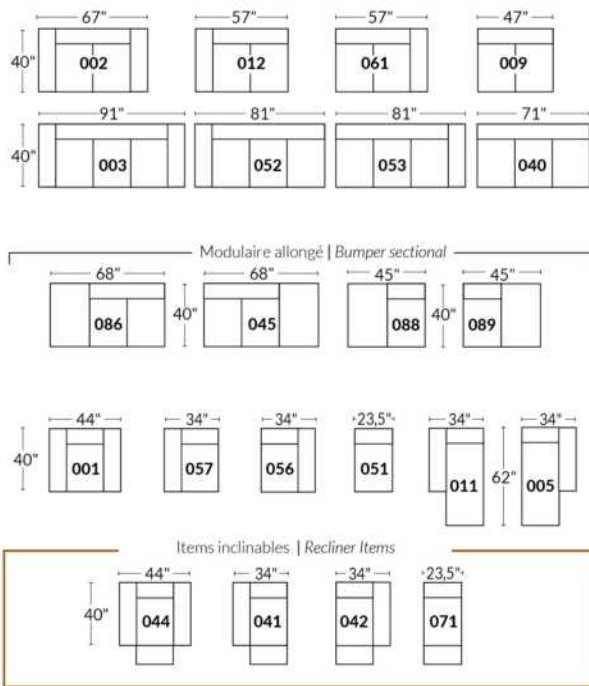 67" 57" 57" 47"
40" 002 012 061 009
91" 81" 81" 71"
40" 003 052 053 040
Modulaire allongé | Bumper sectional
68" 68" 45" 45"
086 40" 045 088 40" 089
44" 34" 34" 23,5" 34" 34"
40" 001 057 056 051 011 62" 005
Items inclinables | Recliner Items
44" 34" 34" 23,5"
40" 044 041 042 071